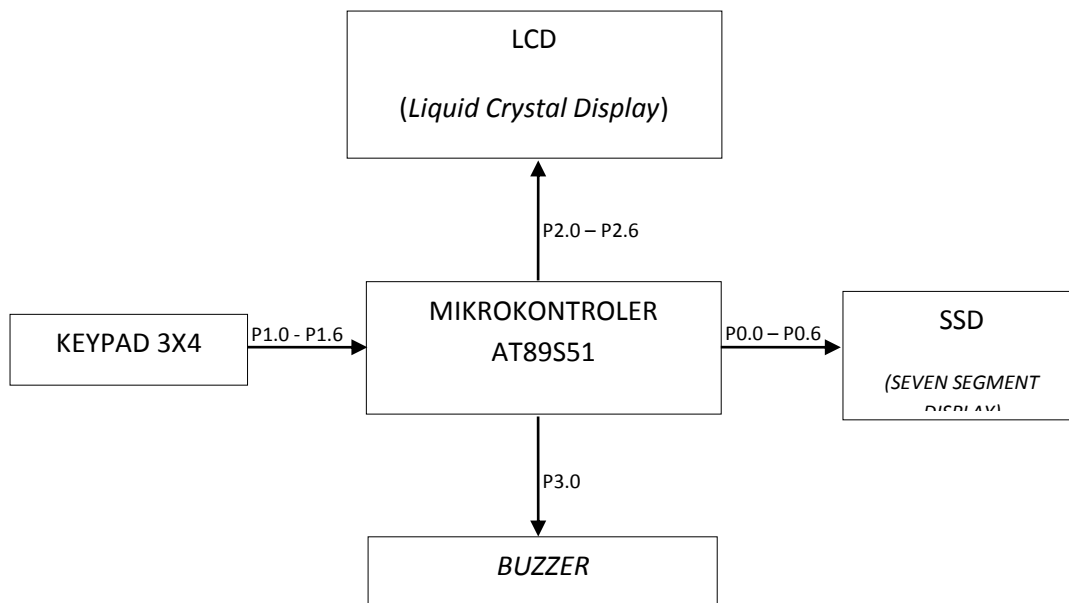 LCD
(Liquid Crystal Display)
P2.0 – P2.6
MIKROKONTROLER
AT89S51
KEYPAD 3X4
P1.0 - P1.6
P0.0 – P0.6
SSD
(SEVEN SEGMENT
DISPLAY)
P3.0
BUZZER